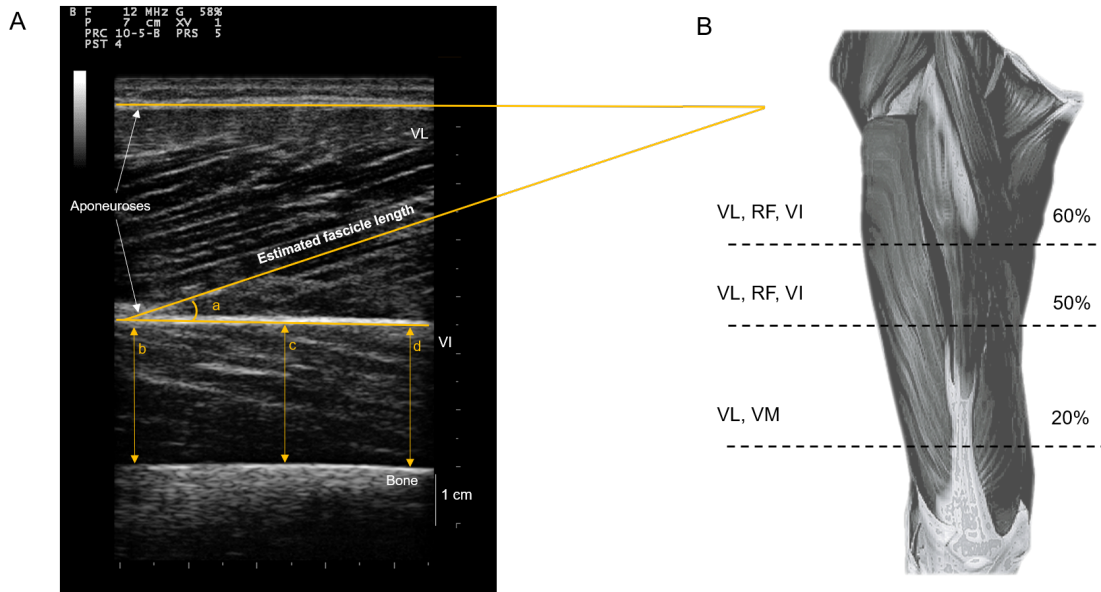 A
B F 12 MHz G 58%
P 7 cm XV 1
PRC 10-5-B PRS 5
PST 4
VL
Aponeuroses
Estimated fascicle length
a
b
c
d
VI
Bone
1 cm
B
VL, RF, VI
60%
VL, RF, VI
50%
VL, VM
20%